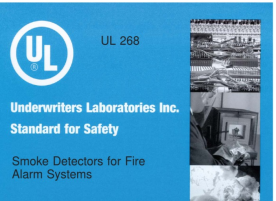 UL
®
UL 268
Underwriters Laboratories Inc.
Standard for Safety
Smoke Detectors for Fire
Alarm Systems